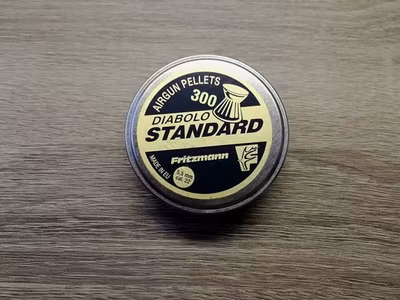 AIRGUN PELLETS
300
DIABOLO
STANDARD
Fritzmann
MADE IN EU
5,5 mm
cal. 22